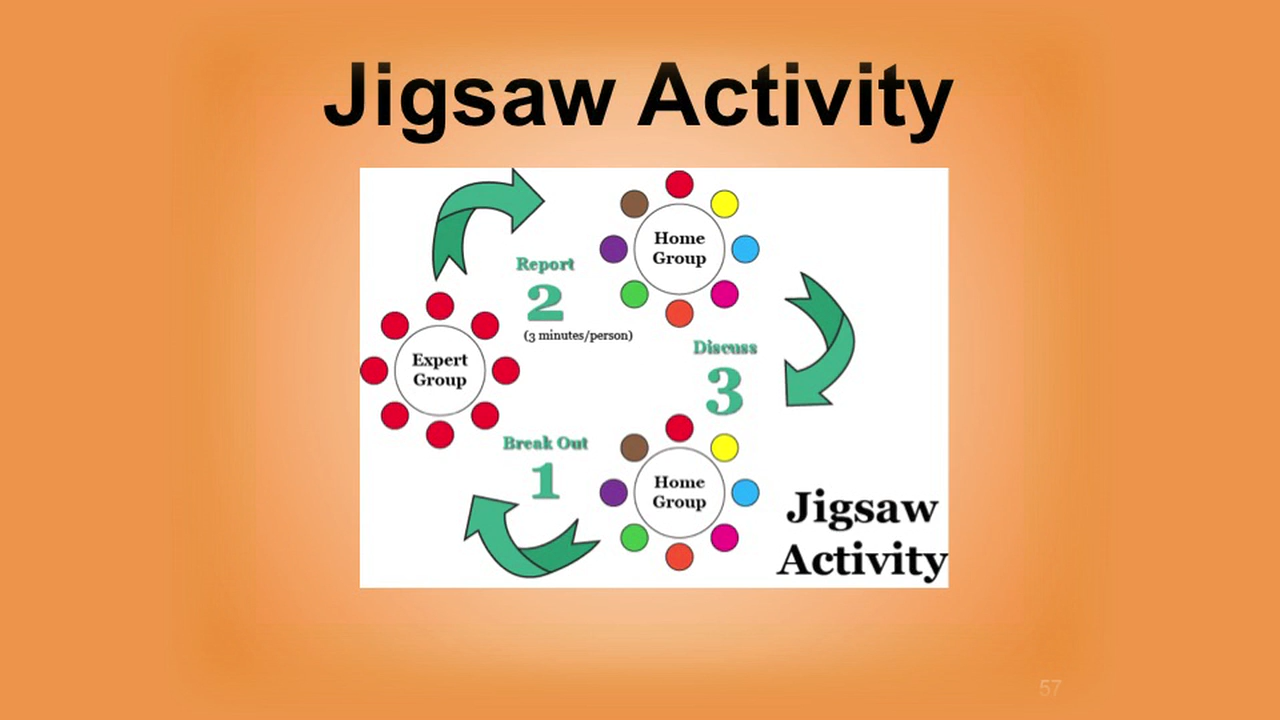 Jigsaw Activity
Home
Group
Report
2
(3 minutes/person)
Expert
Group
Discuss
3
Break Out
1
Home
Group
Jigsaw
Activity
57